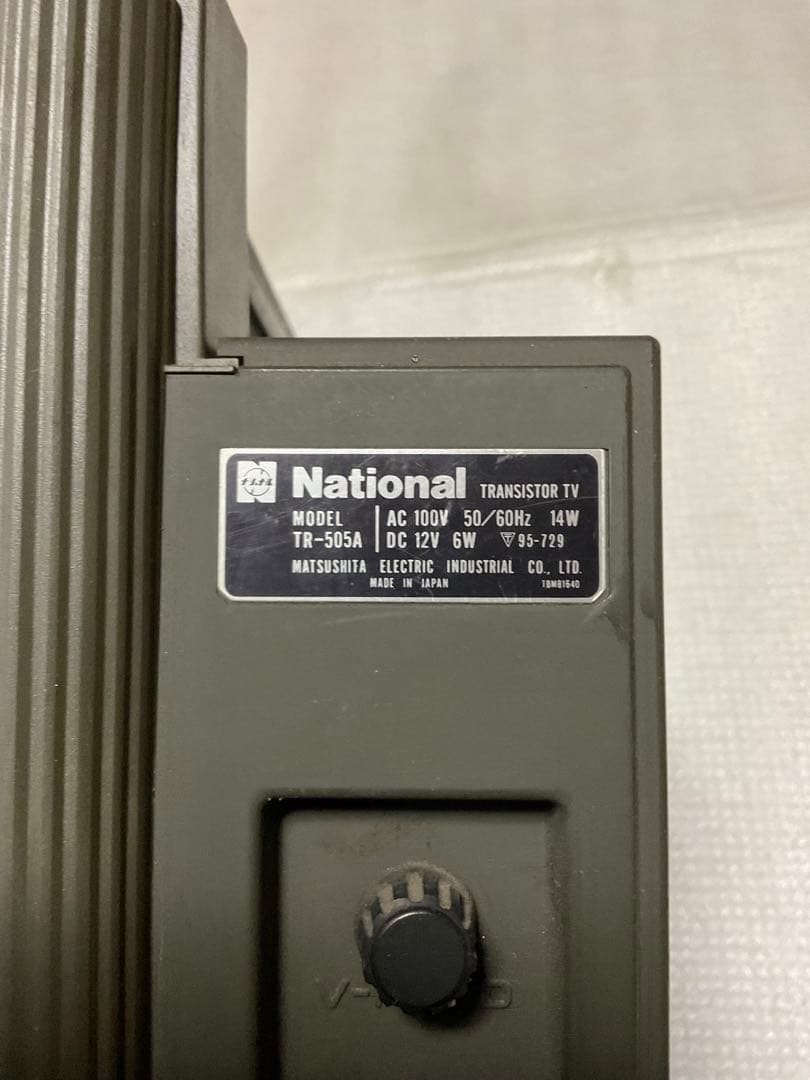 National TRANSISTOR TV
MODEL AC 100V 50/60Hz 14W
TR-505A DC 12V 6W 95-729
MATSUSHITA ELECTRIC INDUSTRIAL CO., LTD.
MADE IN JAPAN TBM81640